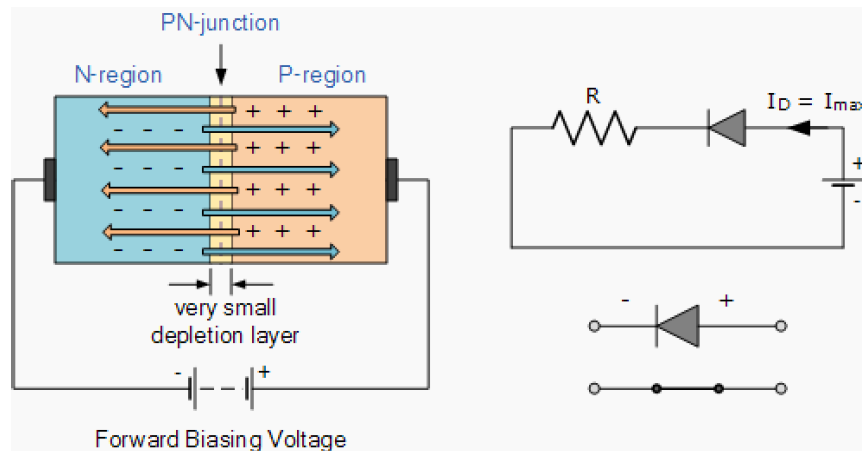 PN-junction
N-region
P-region
+ + +
- - -
+ + +
- - -
+ + +
- - -
+ + +
- - -
very small
depletion layer
- +
Forward Biasing Voltage
R
I_D = I_max
+
-
- +